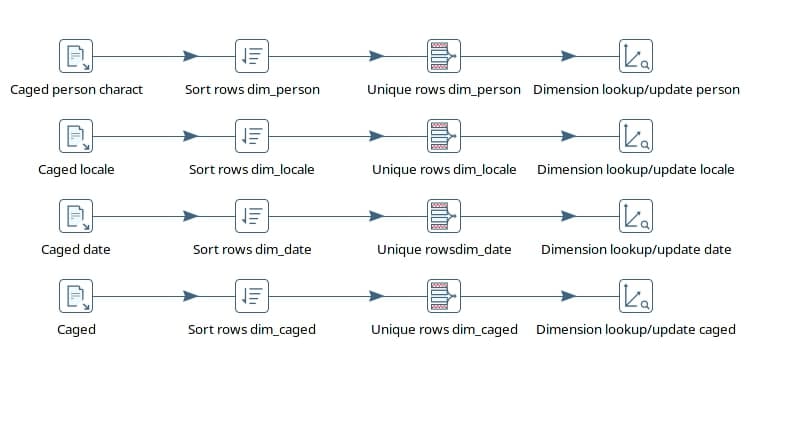 Caged person charact Sort rows dim_person Unique rows dim_person Dimension lookup/update person
Caged locale Sort rows dim_locale Unique rows dim_locale Dimension lookup/update locale
Caged date Sort rows dim_date Unique rowsdim_date Dimension lookup/update date
Caged Sort rows dim_caged Unique rows dim_caged Dimension lookup/update caged